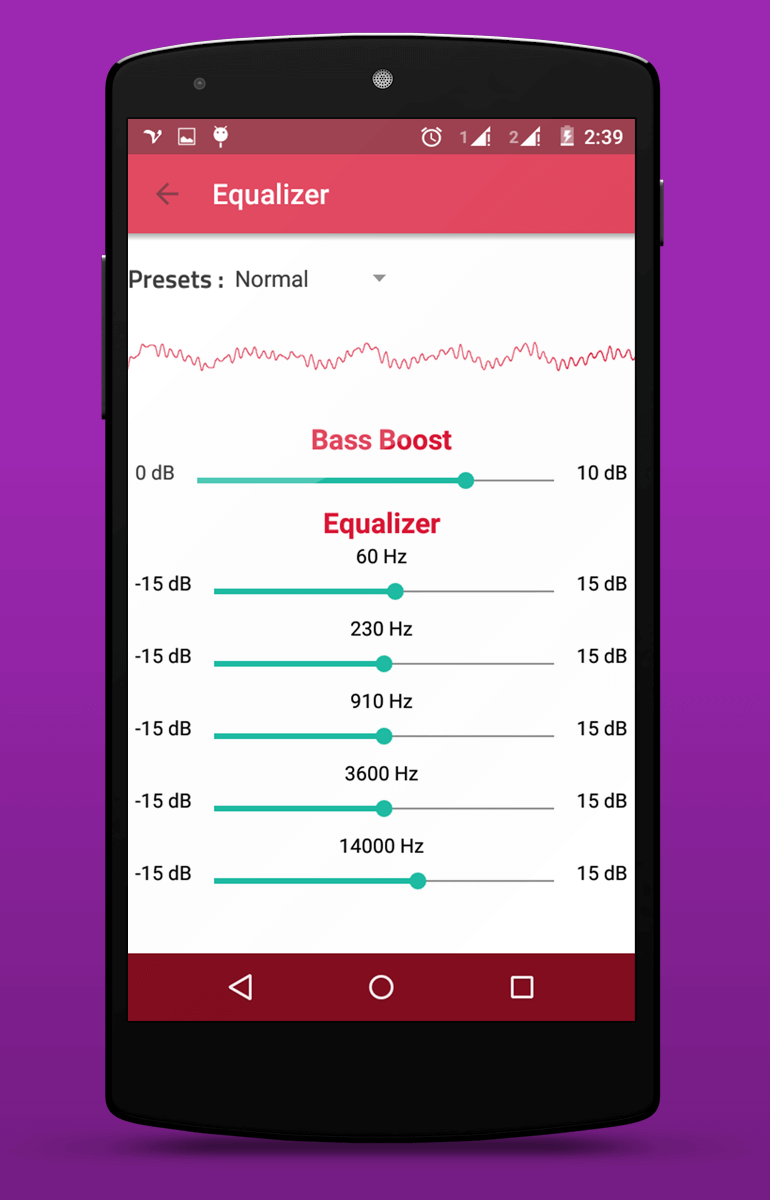 1 2 2:39
Equalizer
Presets : Normal
Bass Boost
0 dB 10 dB
Equalizer
60 Hz
-15 dB 15 dB
230 Hz
-15 dB 15 dB
910 Hz
-15 dB 15 dB
3600 Hz
-15 dB 15 dB
14000 Hz
-15 dB 15 dB